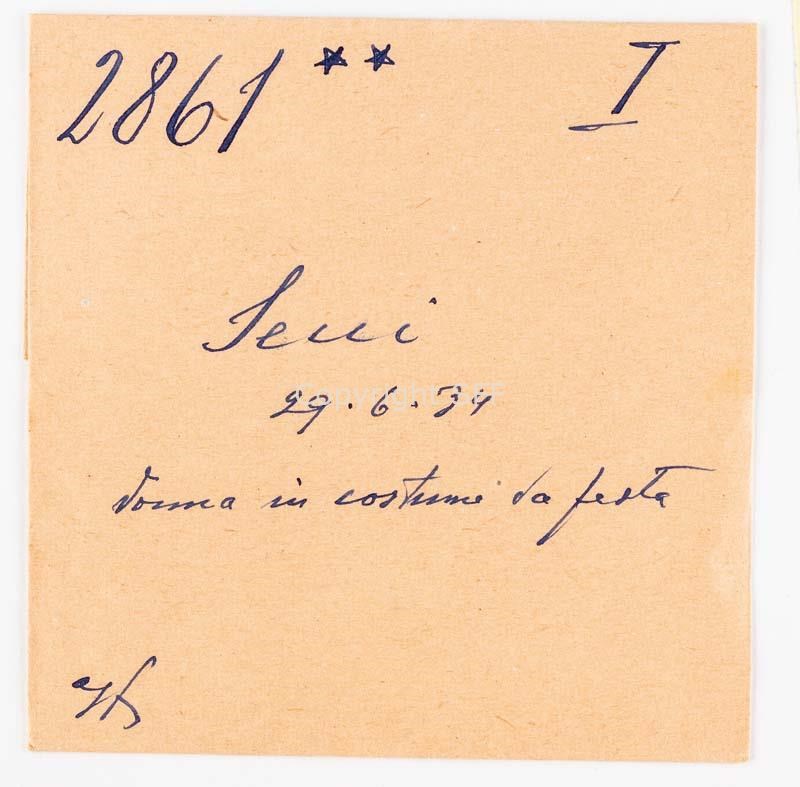 2861 ** I
Seui
29.6.34
donna in costume da festa